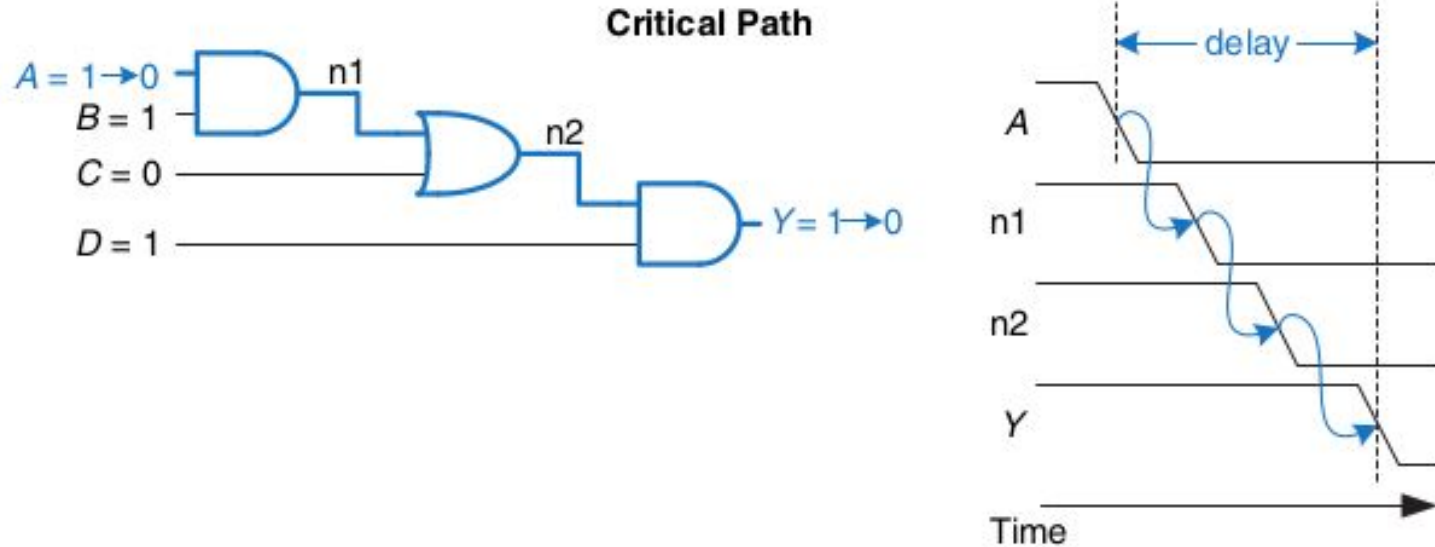 Critical Path
A = 1→0
B = 1
C = 0
D = 1
n1
n2
Y = 1→0
delay
A
n1
n2
Y
Time